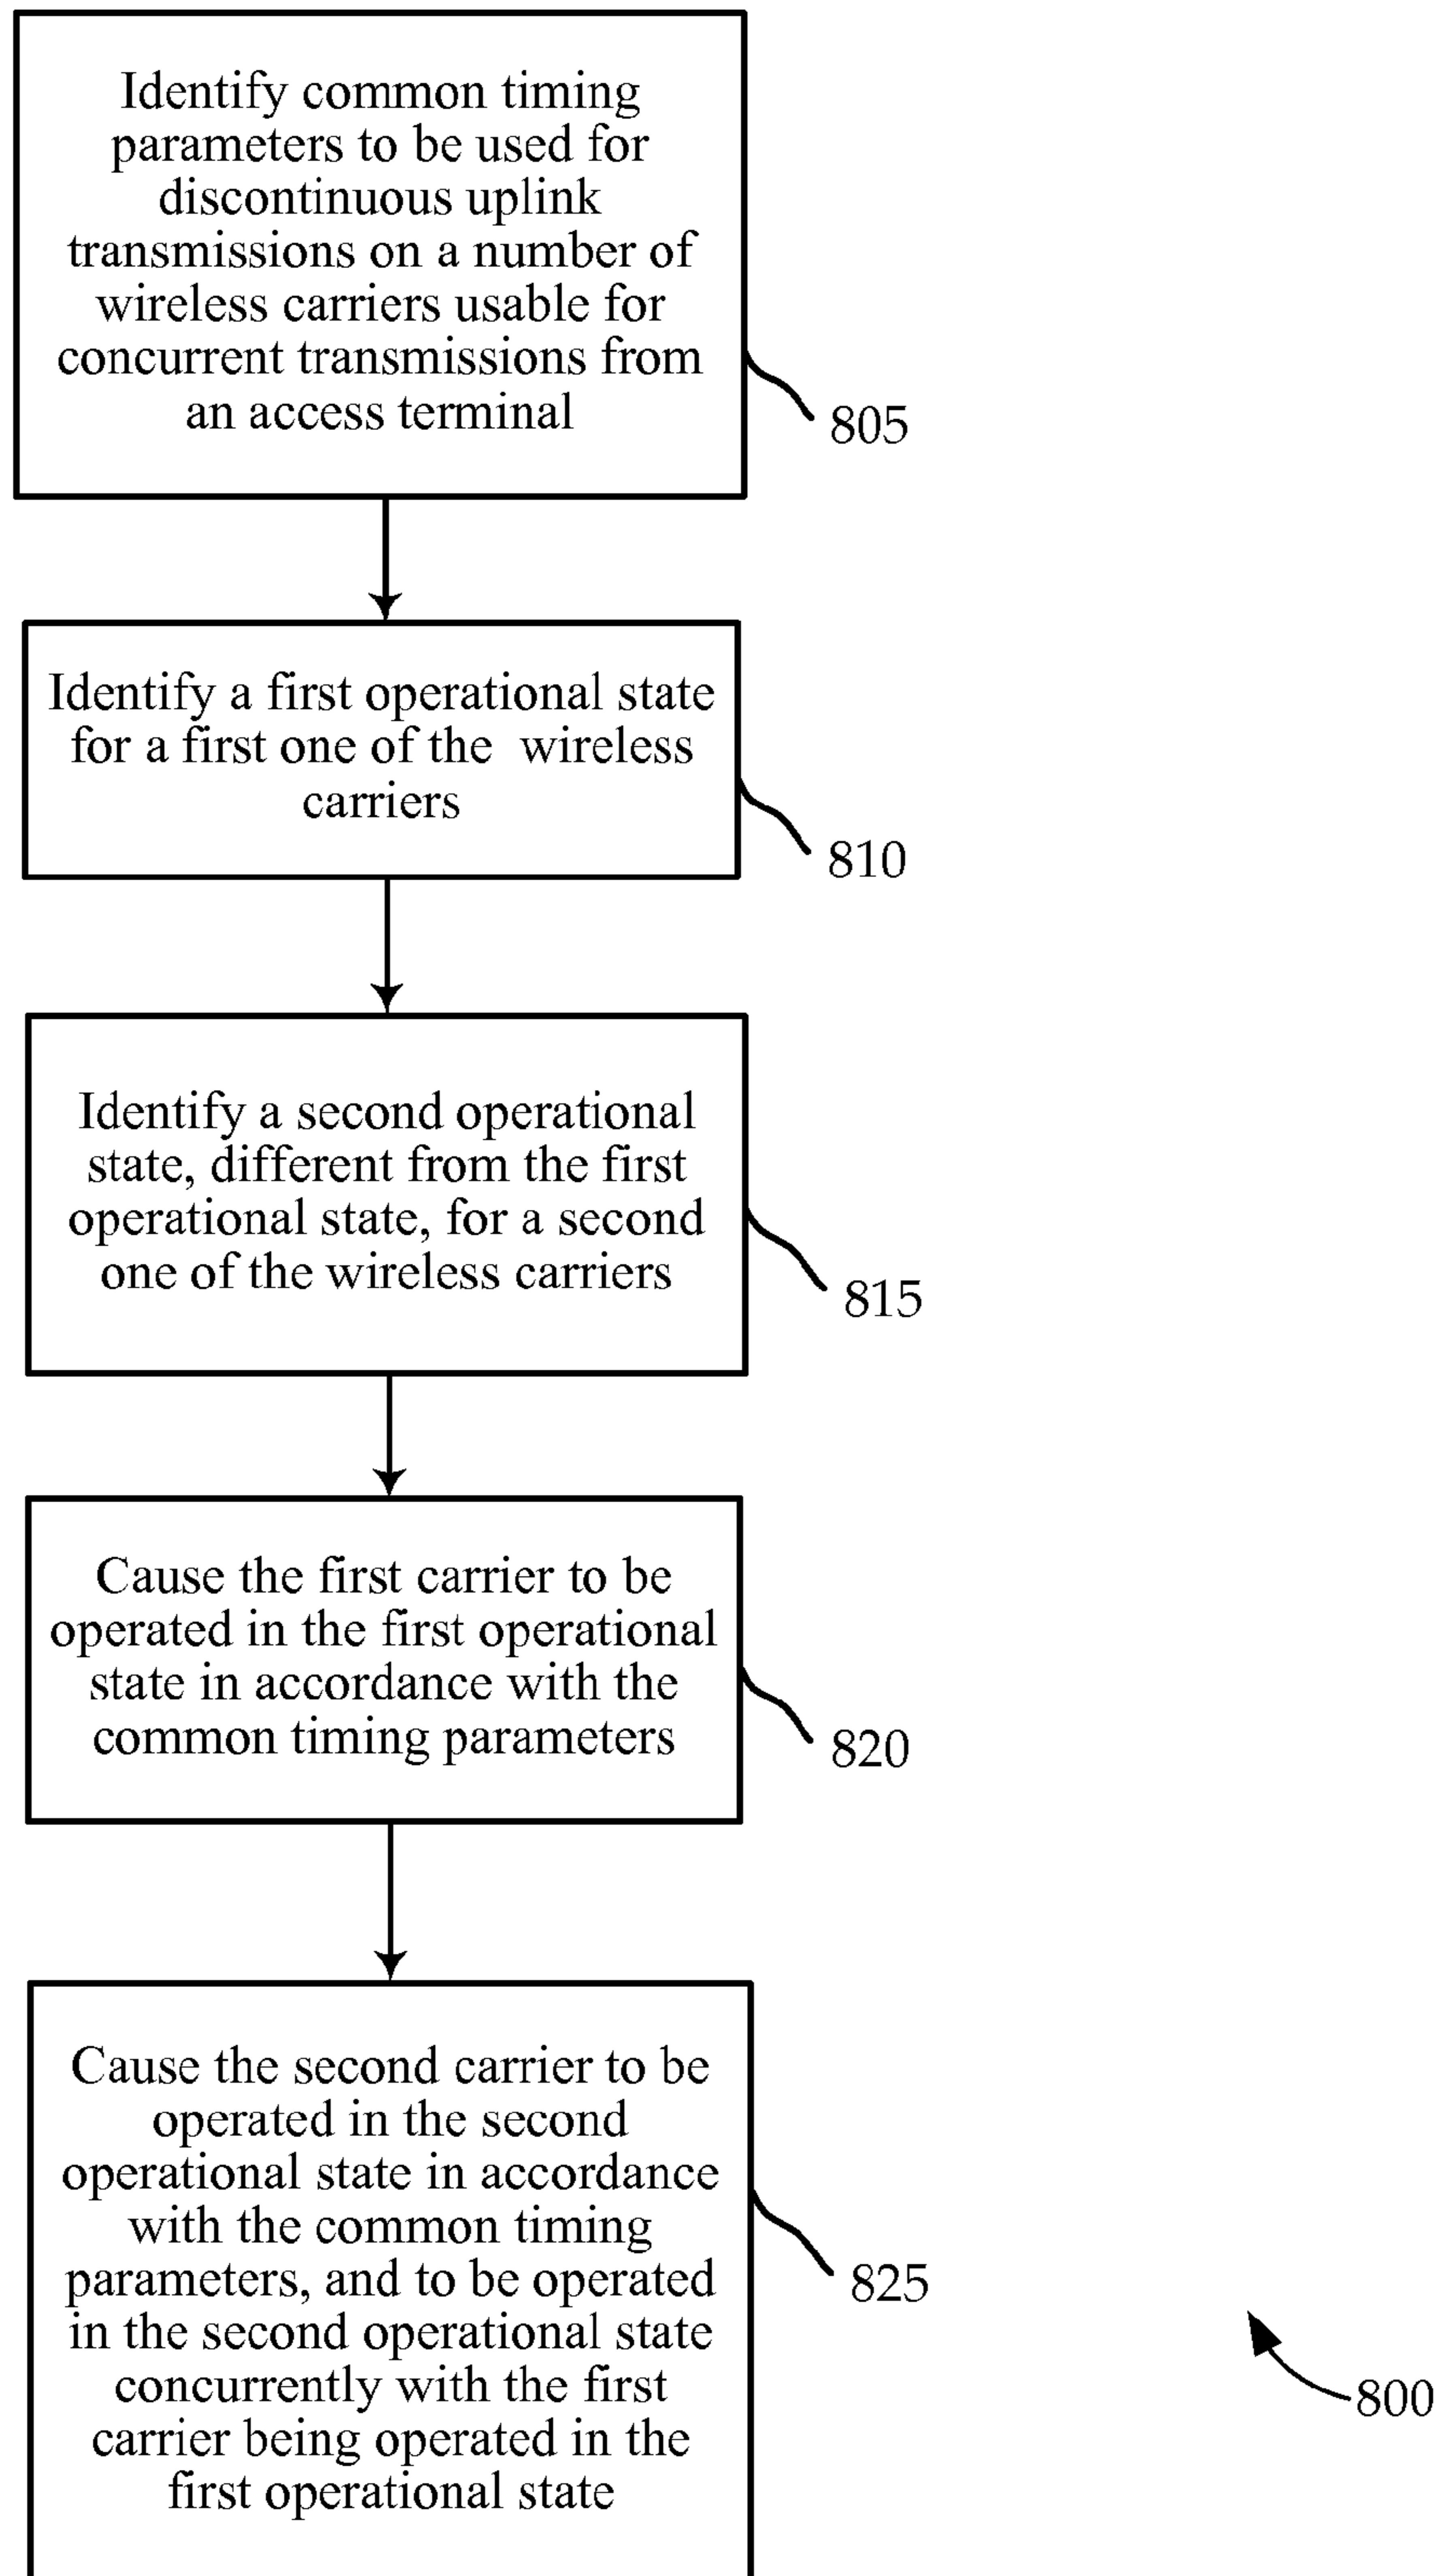 Identify common timing
parameters to be used for
discontinuous uplink
transmissions on a number of
wireless carriers usable for
concurrent transmissions from
an access terminal
805
Identify a first operational state
for a first one of the wireless
carriers
810
Identify a second operational
state, different from the first
operational state, for a second
one of the wireless carriers
815
Cause the first carrier to be
operated in the first operational
state in accordance with the
common timing parameters
820
Cause the second carrier to be
operated in the second
operational state in accordance
with the common timing
parameters, and to be operated
in the second operational state
concurrently with the first
carrier being operated in the
first operational state
825
800